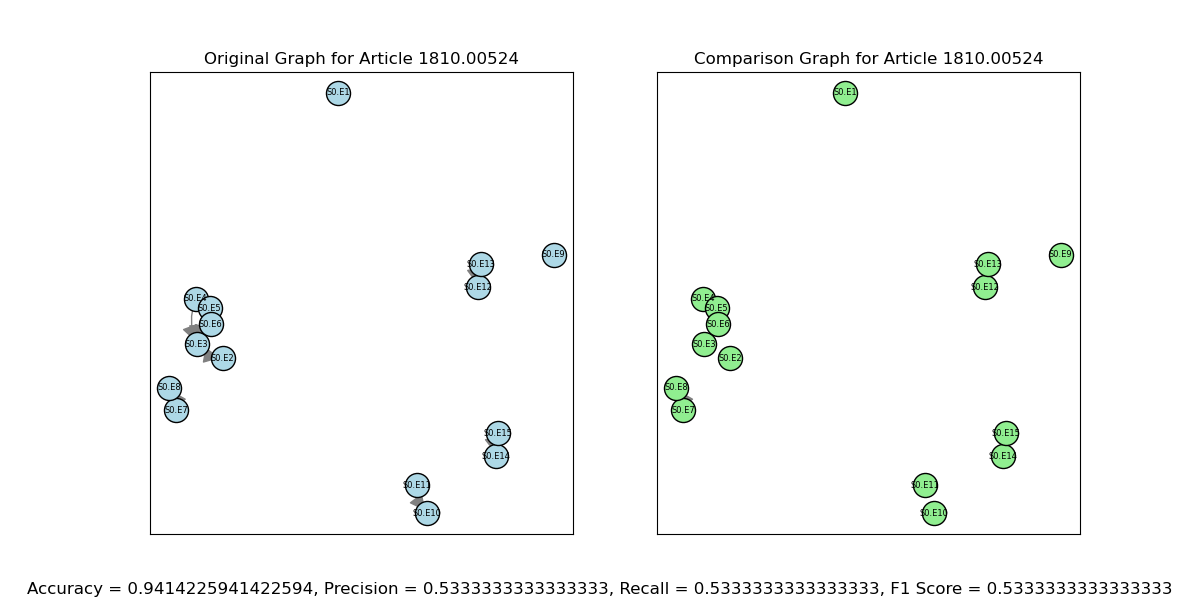 Original Graph for Article 1810.00524
Comparison Graph for Article 1810.00524
S0.E1
S0.E13
S0.E9
S0.E12
S0.E4
S0.E5
S0.E6
S0.E3
S0.E2
S0.E8
S0.E7
S0.E15
S0.E14
S0.E11
S0.E10
S0.E1
S0.E13
S0.E9
S0.E12
S0.E4
S0.E5
S0.E6
S0.E3
S0.E2
S0.E8
S0.E7
S0.E15
S0.E14
S0.E11
S0.E10
Accuracy = 0.9414225941422594, Precision = 0.5333333333333333, Recall = 0.5333333333333333, F1 Score = 0.5333333333333333